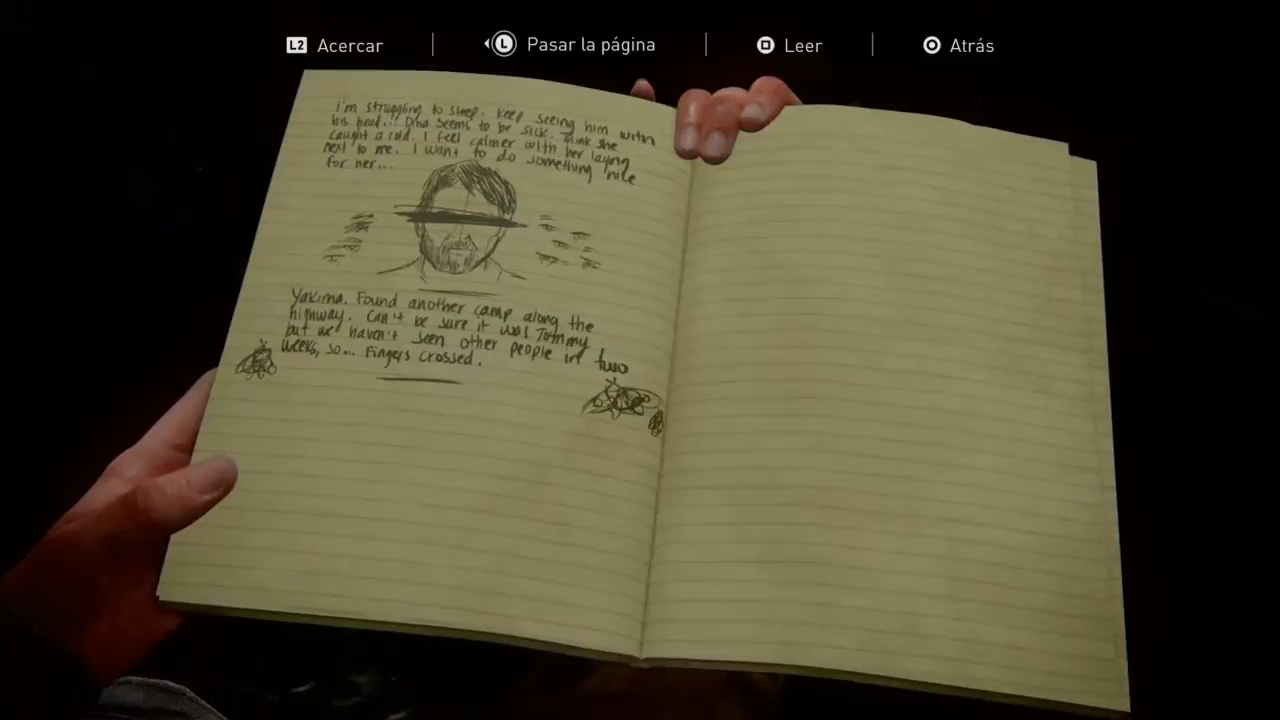 L2 Acercar
L Pasar la página
Leer
Atrás
I'm struggling to sleep. Keep seeing him with
his head... Dina seems to be sick. Think she
caught a cold. I feel calmer with her laying
next to me. I want to do something nice
for her...
Yakima. Found another camp along the
highway. Can't be sure it was Tommy
but we haven't seen other people in two
weeks, so... Fingers crossed.